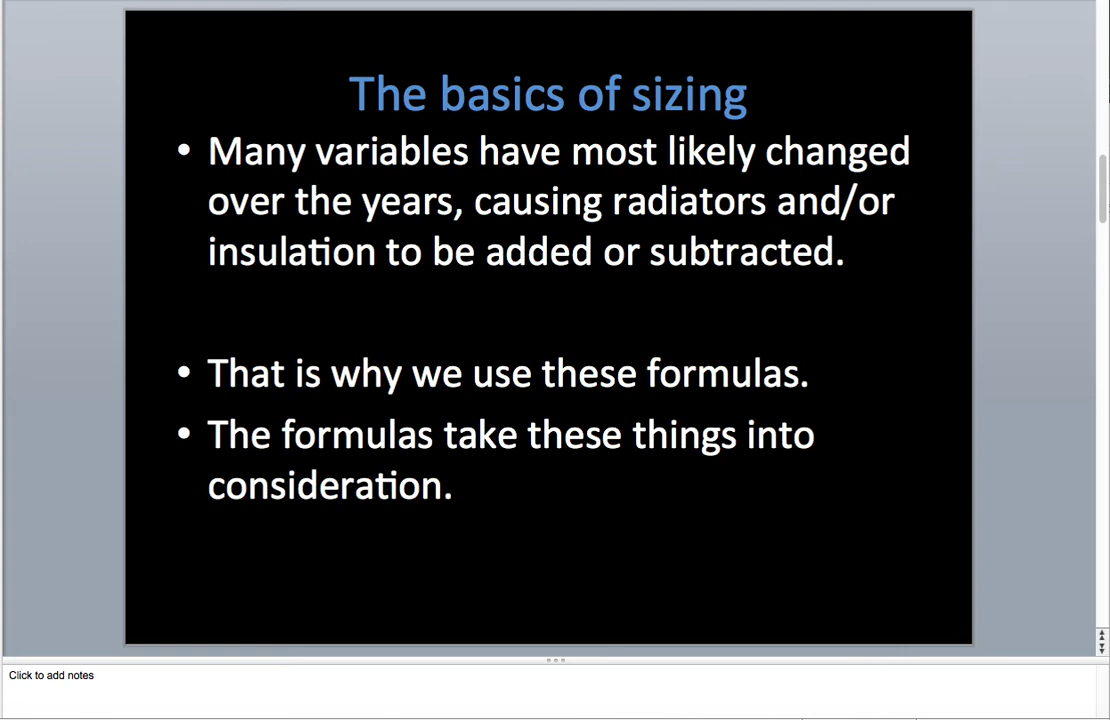 The basics of sizing
• Many variables have most likely changed
over the years, causing radiators and/or
insulation to be added or subtracted.
• That is why we use these formulas.
• The formulas take these things into
consideration.
Click to add notes